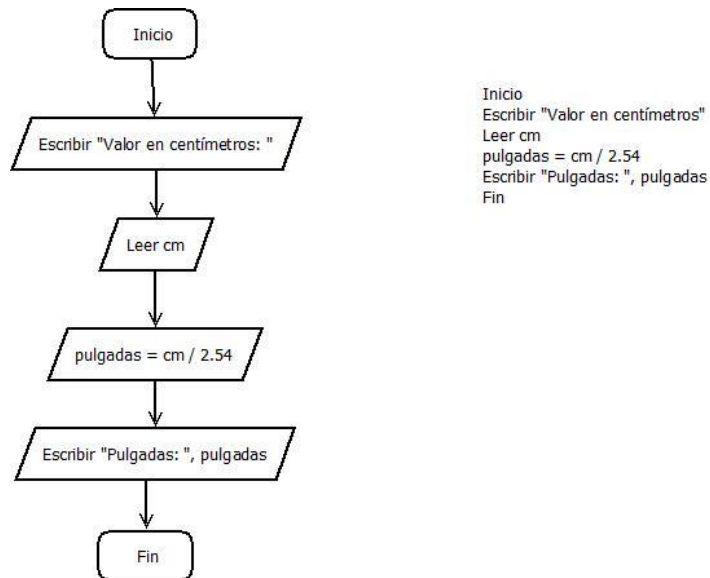 Inicio
Escribir "Valor en centímetros: "
Leer cm
pulgadas = cm / 2.54
Escribir "Pulgadas: ", pulgadas
Fin
Inicio
Escribir "Valor en centímetros"
Leer cm
pulgadas = cm / 2.54
Escribir "Pulgadas: ", pulgadas
Fin